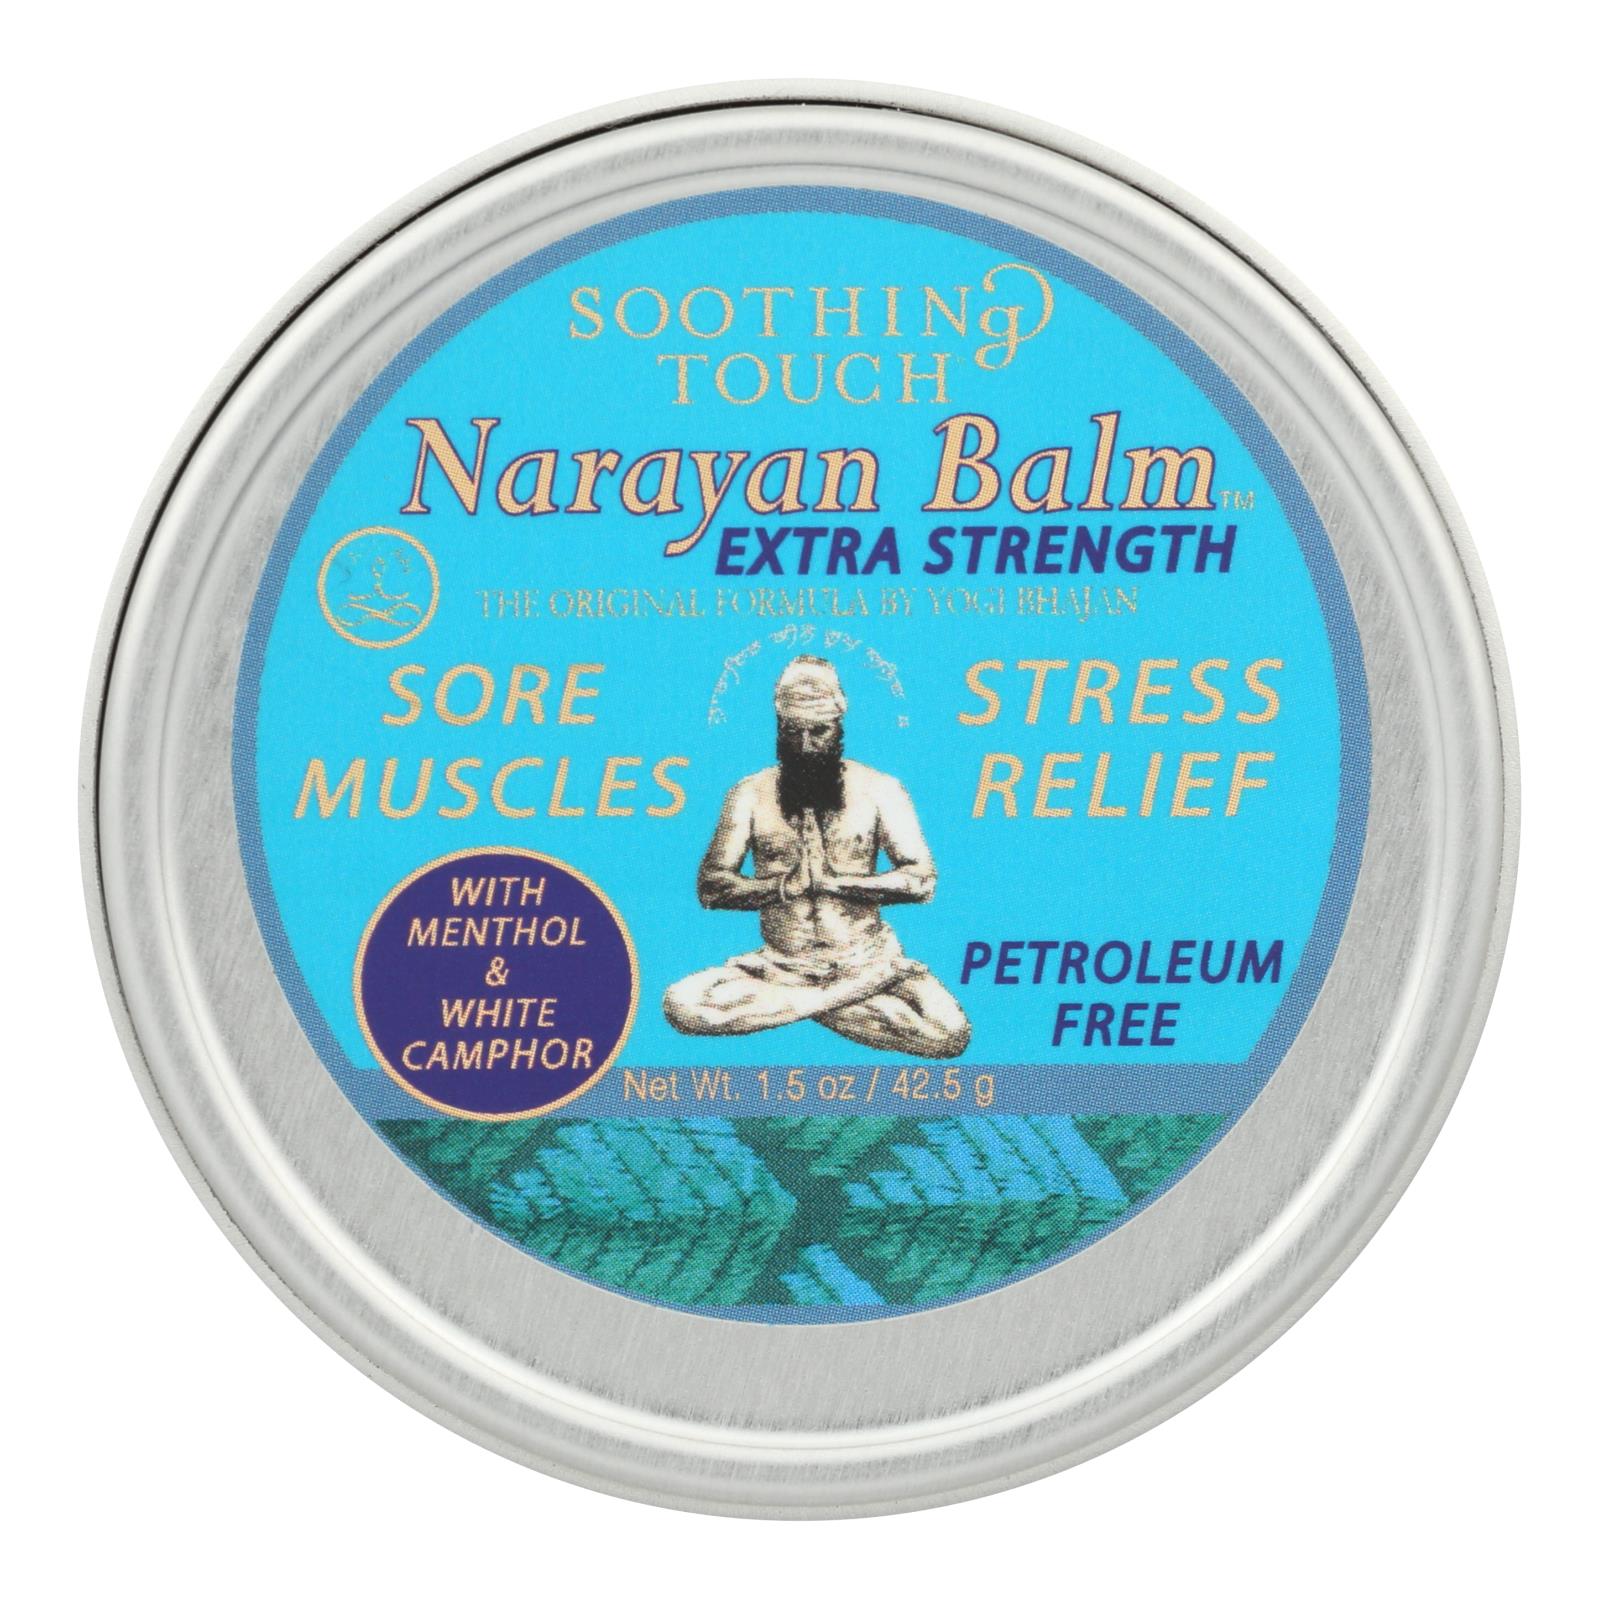 SOOTHING
TOUCH
Narayan Balm™
EXTRA STRENGTH
THE ORIGINAL FORMULA BY YOGI BHAJAN
SORE
MUSCLES
STRESS
RELIEF
WITH
MENTHOL
&
WHITE
CAMPHOR
PETROLEUM
FREE
Net Wt. 1.5 oz / 42.5 g